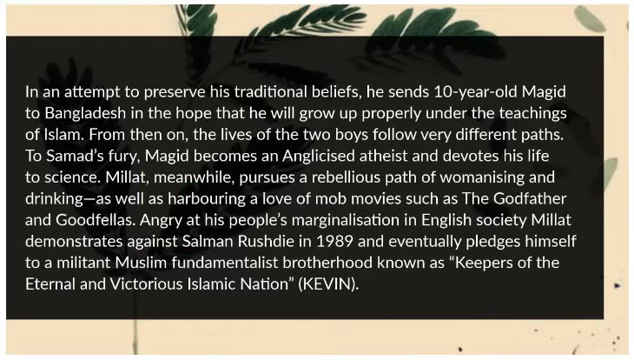 In an attempt to preserve his traditional beliefs, he sends 10-year-old Magid
to Bangladesh in the hope that he will grow up properly under the teachings
of Islam. From then on, the lives of the two boys follow very different paths.
To Samad's fury, Magid becomes an Anglicised atheist and devotes his life
to science. Millat, meanwhile, pursues a rebellious path of womanising and
drinking—as well as harbouring a love of mob movies such as The Godfather
and Goodfellas. Angry at his people's marginalisation in English society Millat
demonstrates against Salman Rushdie in 1989 and eventually pledges himself
to a militant Muslim fundamentalist brotherhood known as “Keepers of the
Eternal and Victorious Islamic Nation” (KEVIN).